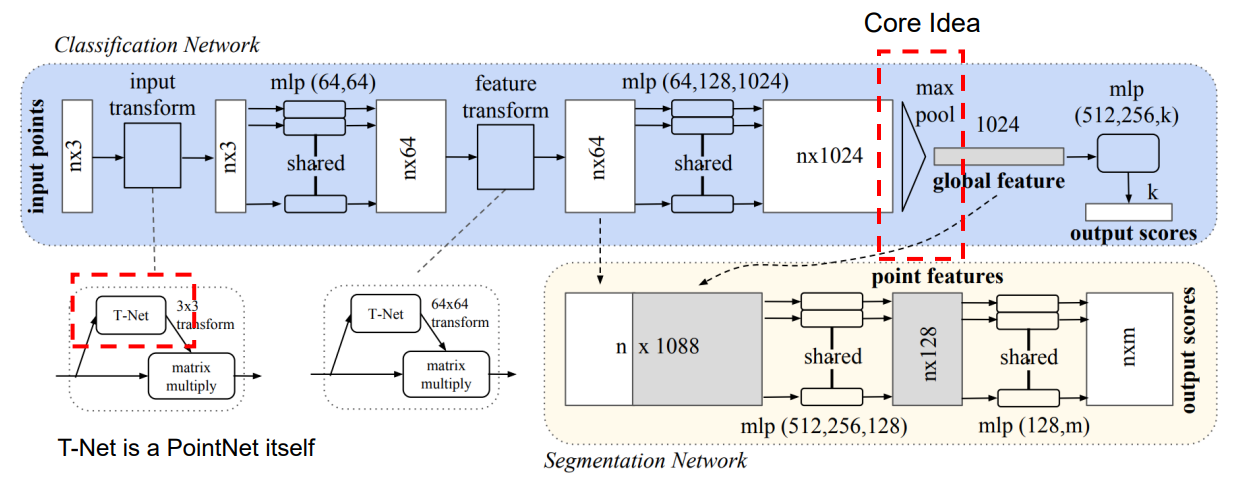 Core Idea
Classification Network
input points
nx3
input
transform
nx3
mlp (64,64)
shared
nx64
feature
transform
nx64
mlp (64,128,1024)
shared
nx1024
max
pool
1024
global feature
mlp
(512,256,k)
k
output scores
T-Net
3x3
transform
matrix
multiply
T-Net
64x64
transform
matrix
multiply
T-Net is a PointNet itself
point features
n x 1088
shared
mlp (512,256,128)
nx128
shared
mlp (128,m)
nxm
output scores
Segmentation Network